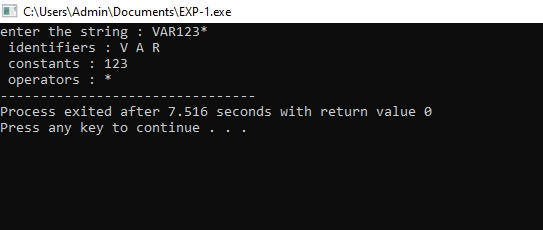 C:\Users\Admin\Documents\EXP-1.exe
enter the string : VAR123*
 identifiers : V A R
 constants : 123
 operators : *
--------------------------------
Process exited after 7.516 seconds with return value 0
Press any key to continue . . .